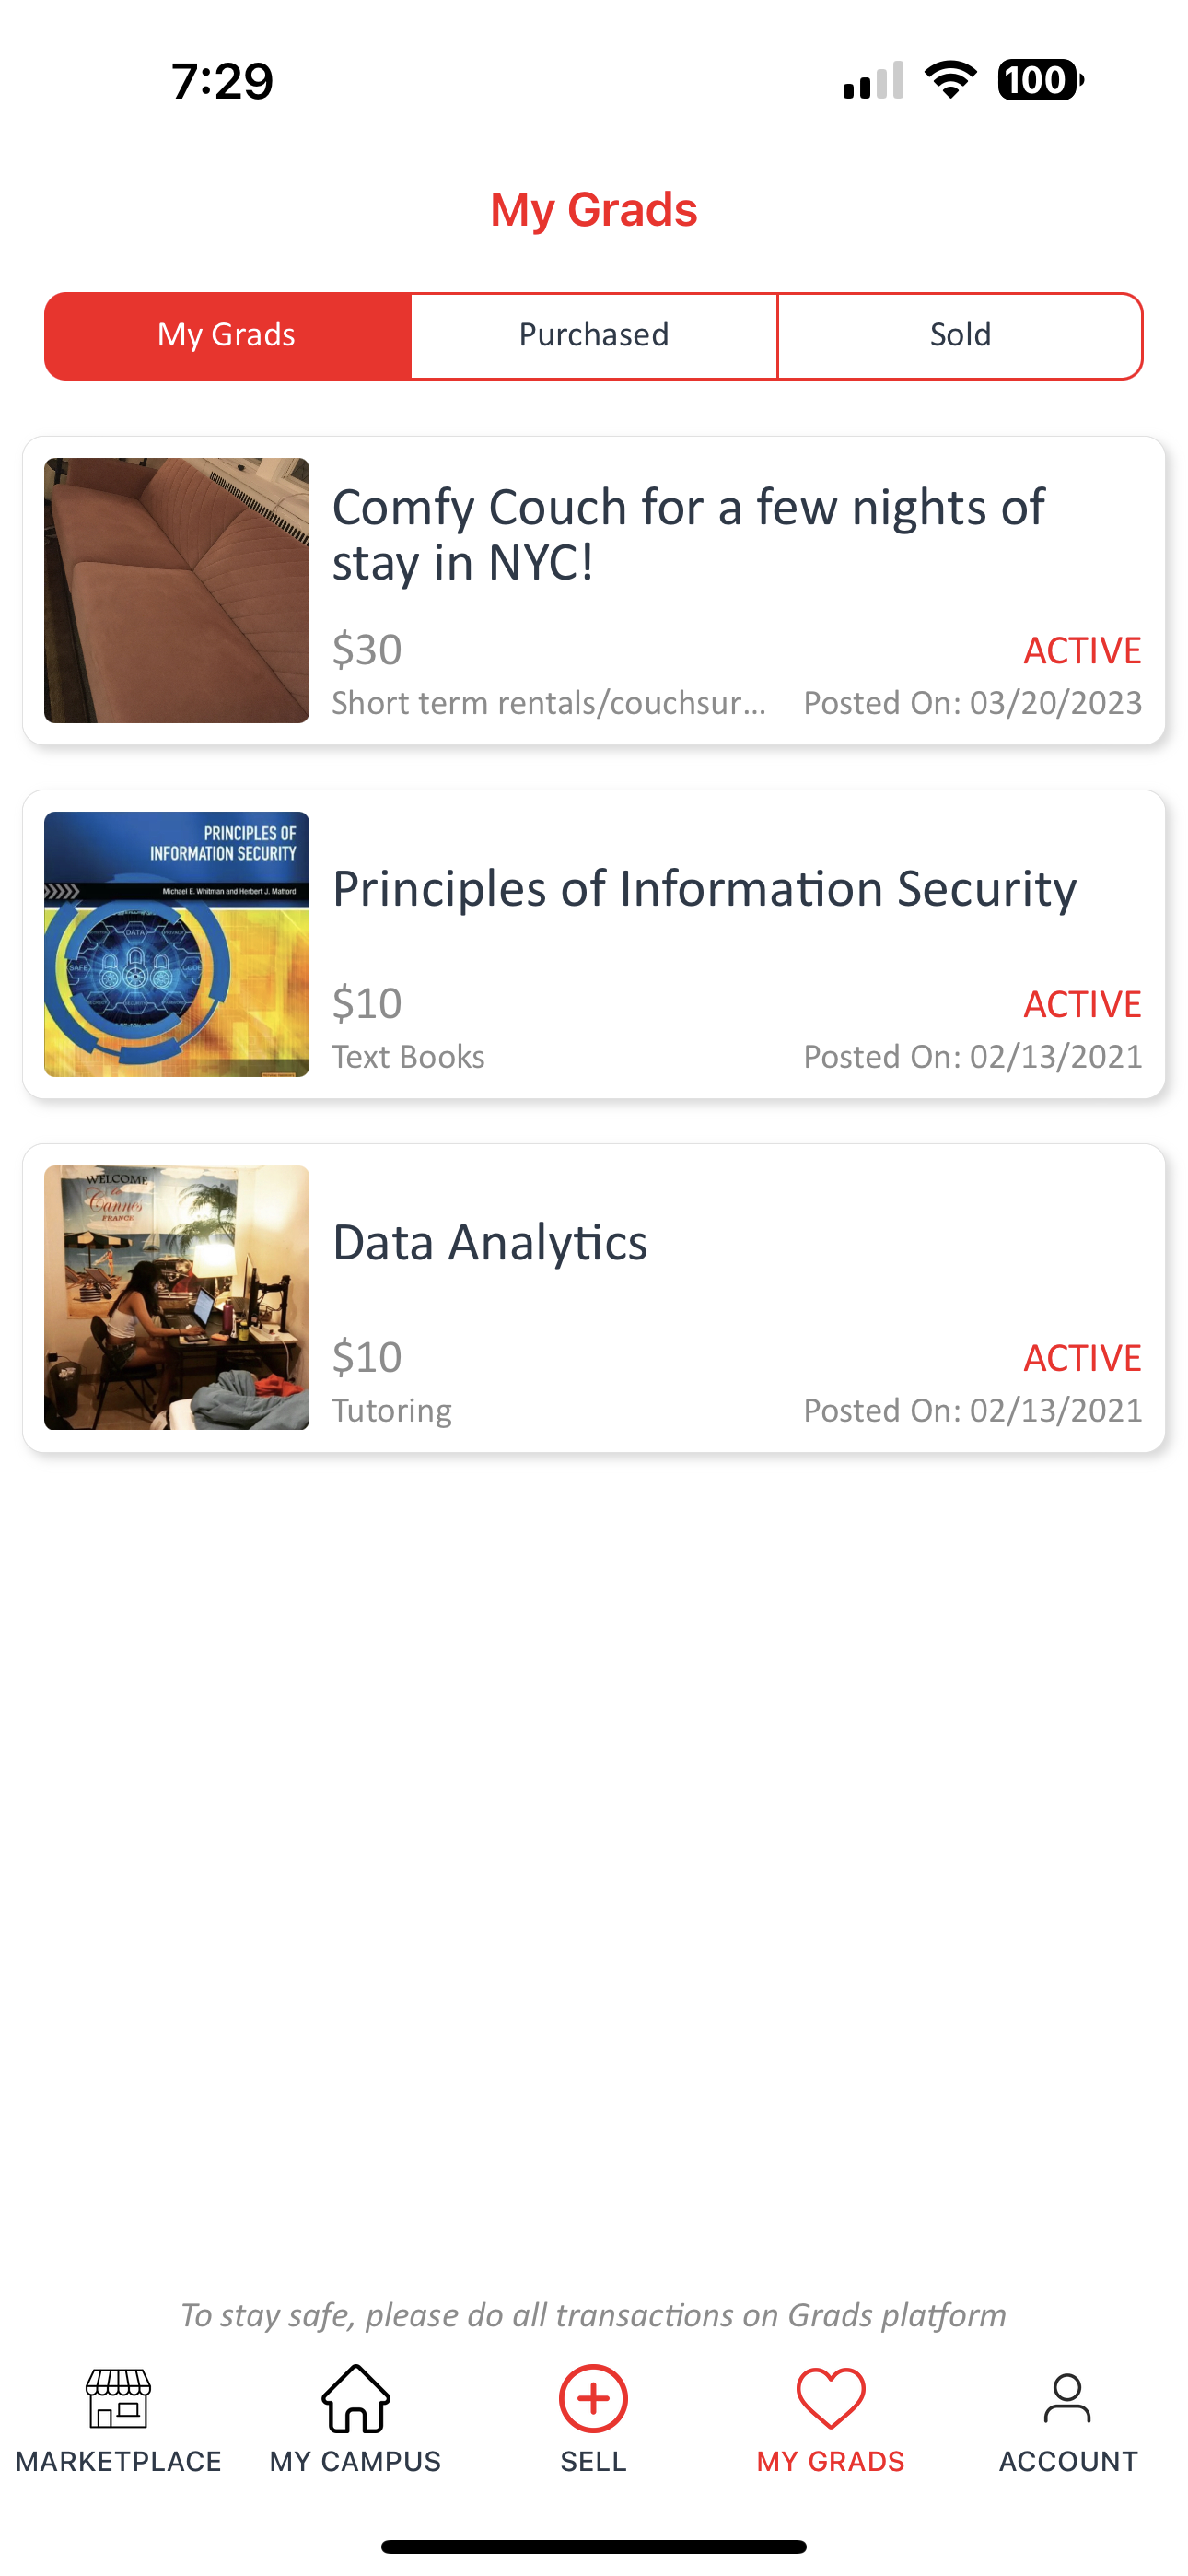 7:29
100
My Grads
My Grads
Purchased
Sold
Comfy Couch for a few nights of
stay in NYC!
$30
ACTIVE
Short term rentals/couchsur...
Posted On: 03/20/2023
PRINCIPLES OF
INFORMATION SECURITY
Michael E. Whitman and Herbert J. Mattord
DATA
SAFE
CODE
Principles of Information Security
$10
ACTIVE
Text Books
Posted On: 02/13/2021
WELCOME
à
Cannes
FRANCE
Data Analytics
$10
ACTIVE
Tutoring
Posted On: 02/13/2021
To stay safe, please do all transactions on Grads platform
MARKETPLACE
MY CAMPUS
SELL
MY GRADS
ACCOUNT